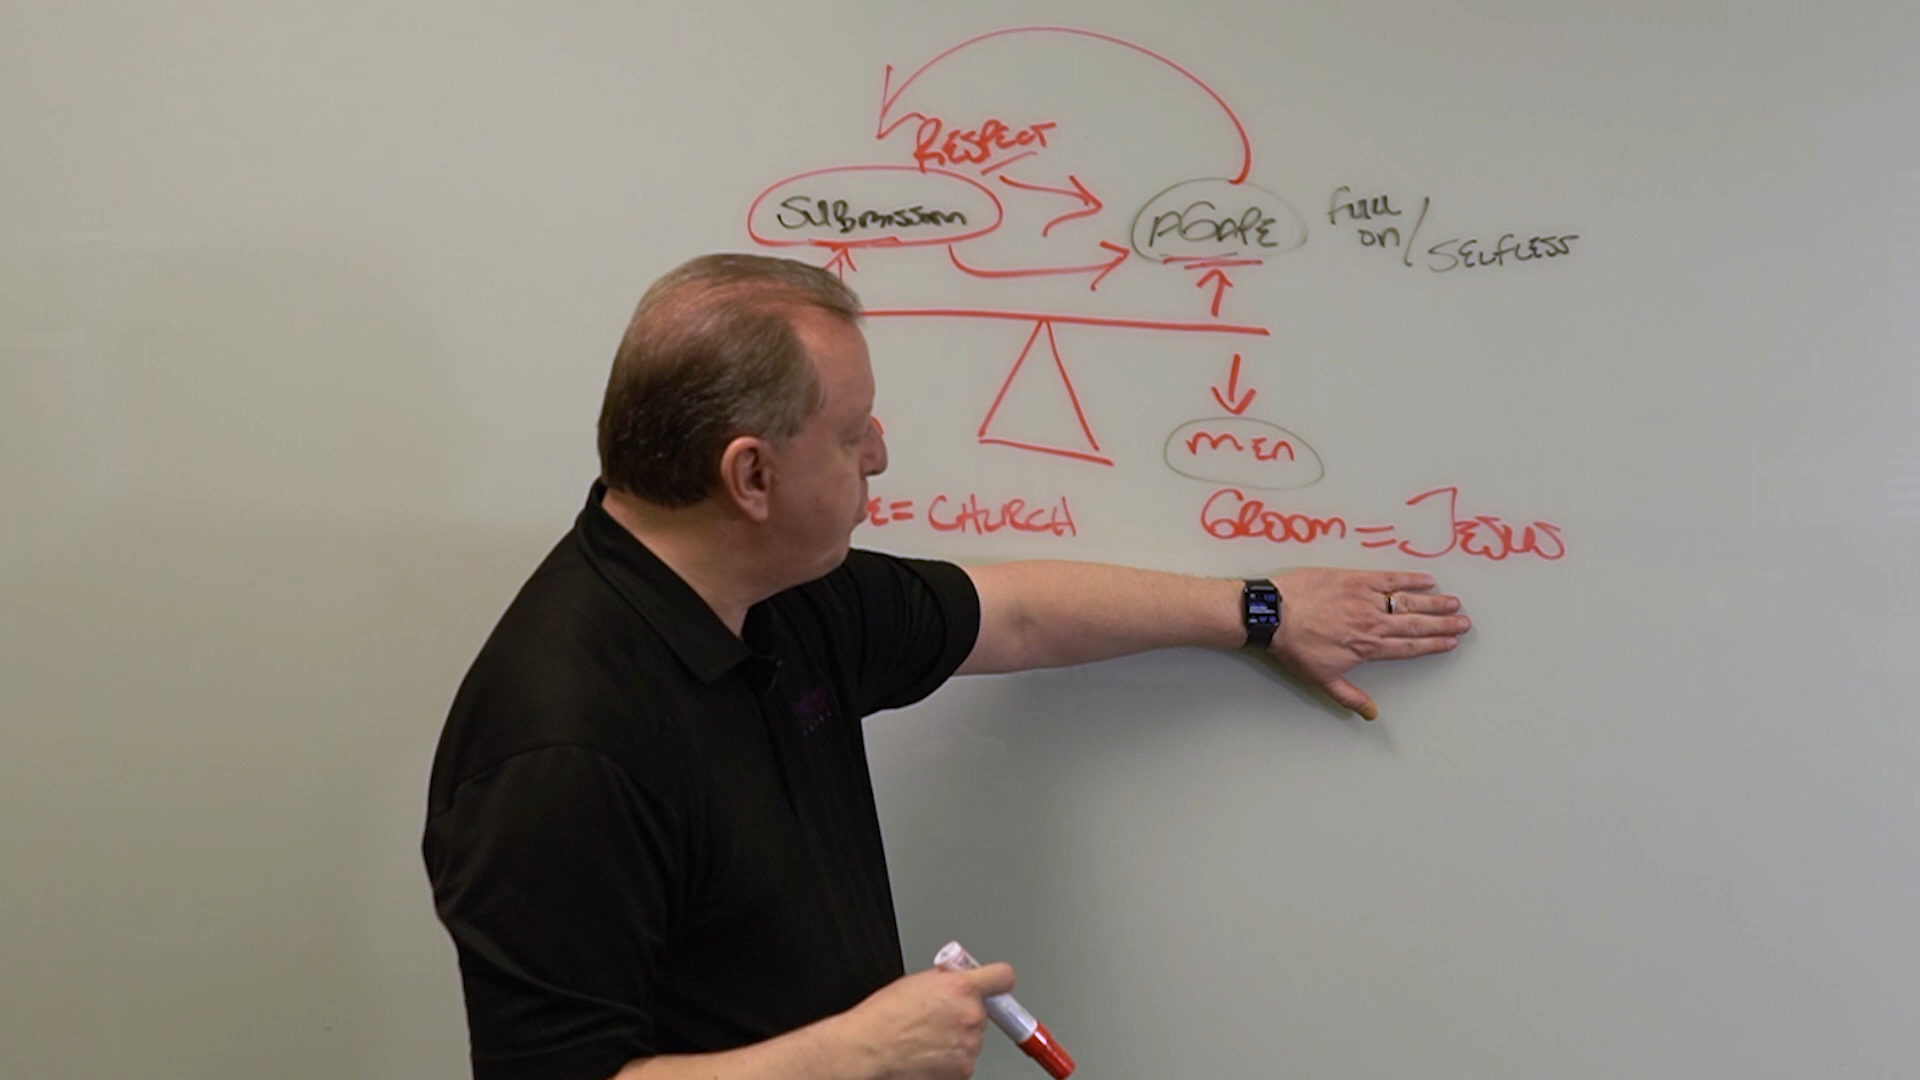 RESPECT
SUBmission
AGAPE
Full on / SELFLESS
men
E = CHURCH
GROOM = JESUS